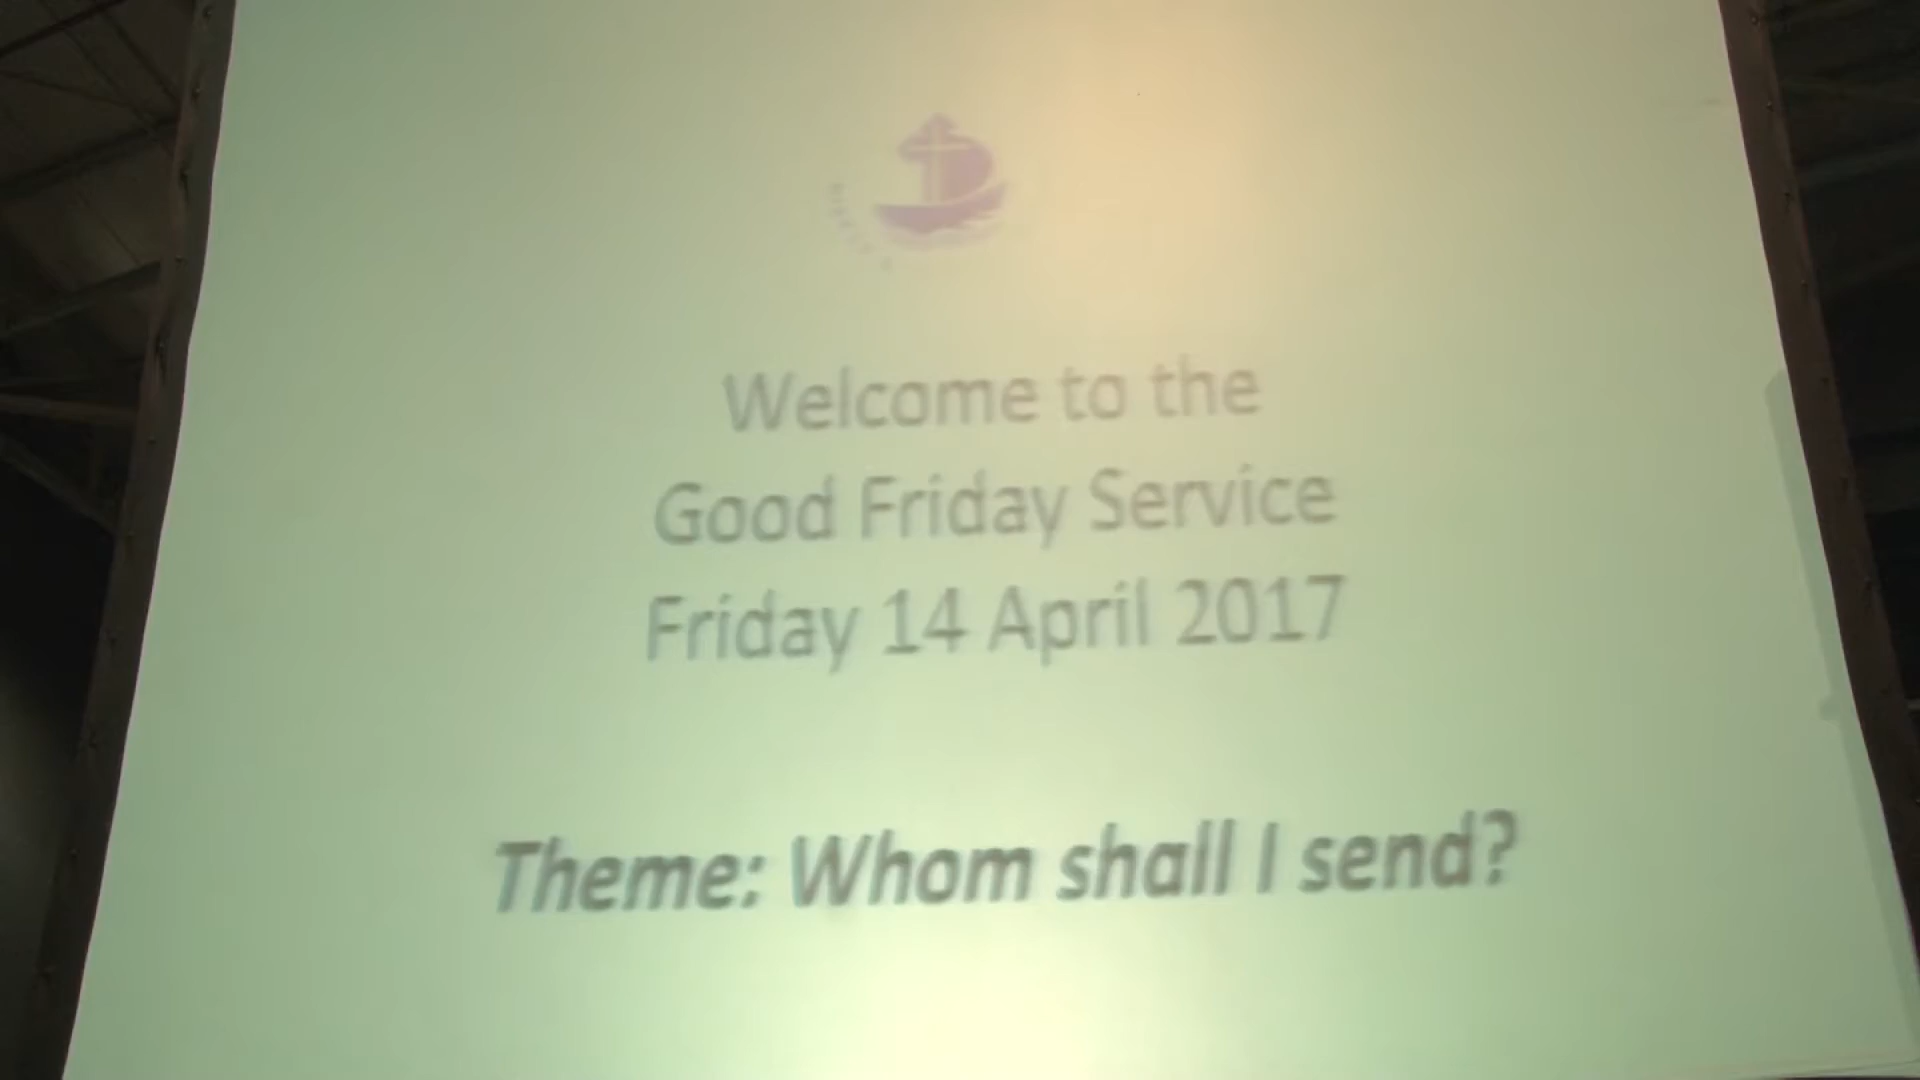 Welcome to the
Good Friday Service
Friday 14 April 2017
Theme: Whom shall I send?